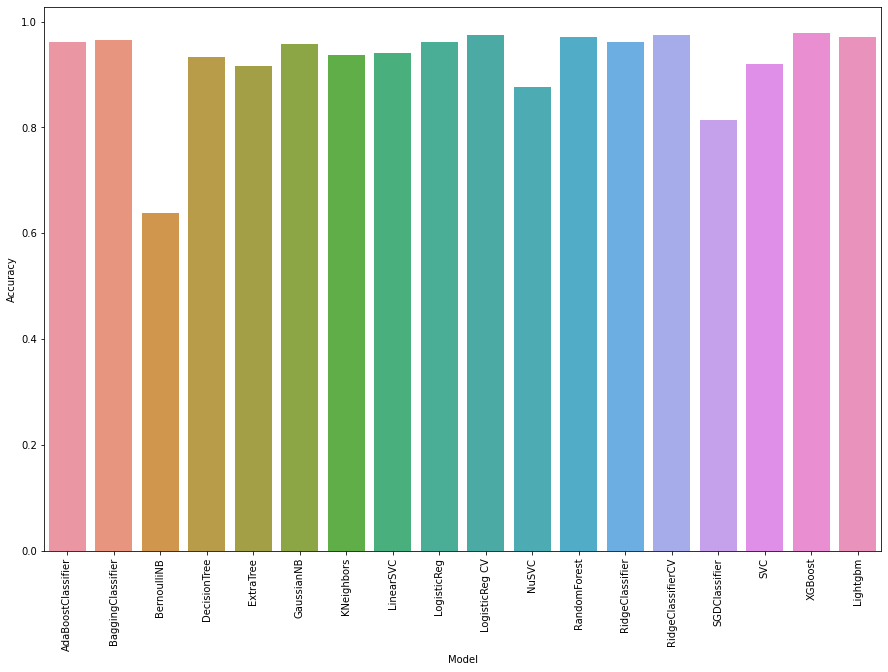 1.0
0.8
0.6
0.4
0.2
0.0
Accuracy
AdaBoostClassifier
BaggingClassifier
BernoulliNB
DecisionTree
ExtraTree
GaussianNB
KNeighbors
LinearSVC
LogisticReg
LogisticReg CV
NuSVC
RandomForest
RidgeClassifier
RidgeClassifierCV
SGDClassifier
SVC
XGBoost
Lightgbm
Model